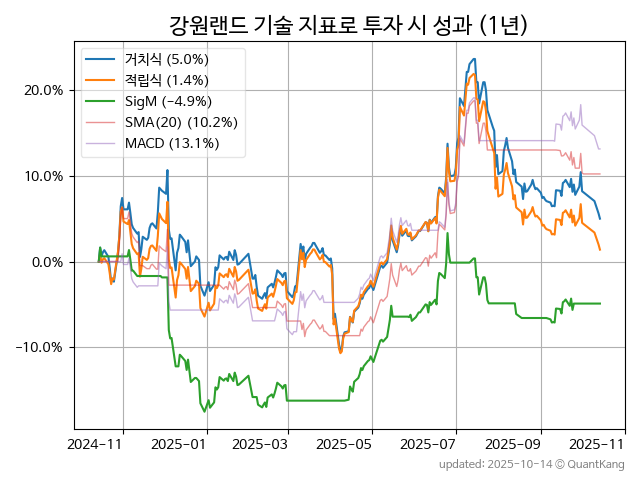 강원랜드 기술 지표로 투자 시 성과 (1년)
거치식 (5.0%)
적립식 (1.4%)
SigM (−4.9%)
SMA(20) (10.2%)
MACD (13.1%)
20.0%
10.0%
0.0%
−10.0%
2024-11 2025-01 2025-03 2025-05 2025-07 2025-09 2025-11
updated: 2025-10-14 © QuantKang